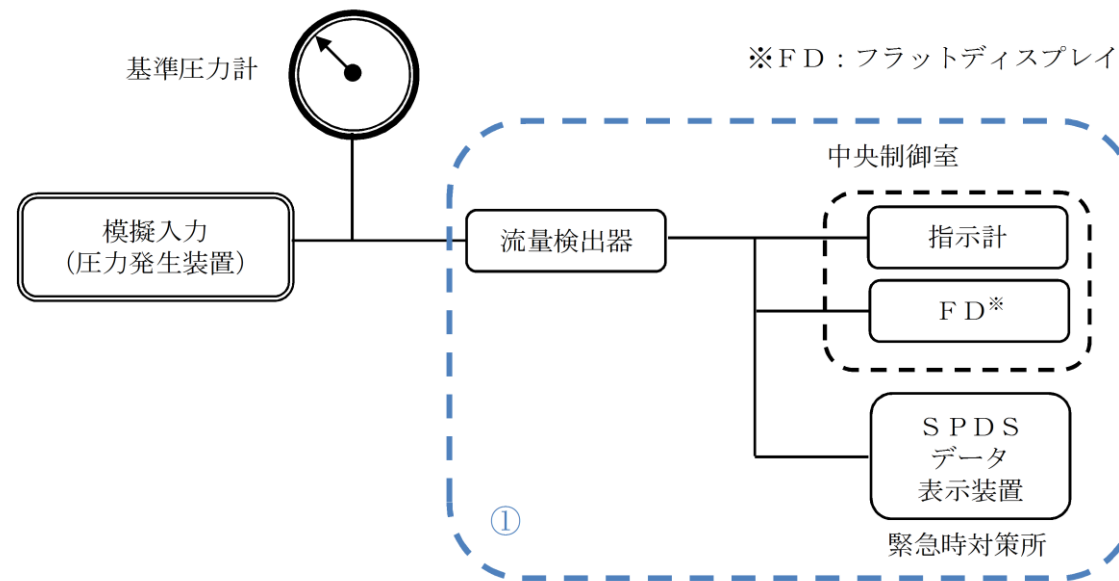 基準圧力計
※ＦＤ：フラットディスプレイ
中央制御室
模擬入力
（圧力発生装置）
流量検出器
指示計
ＦＤ※
ＳＰＤＳ
データ
表示装置
①
緊急時対策所